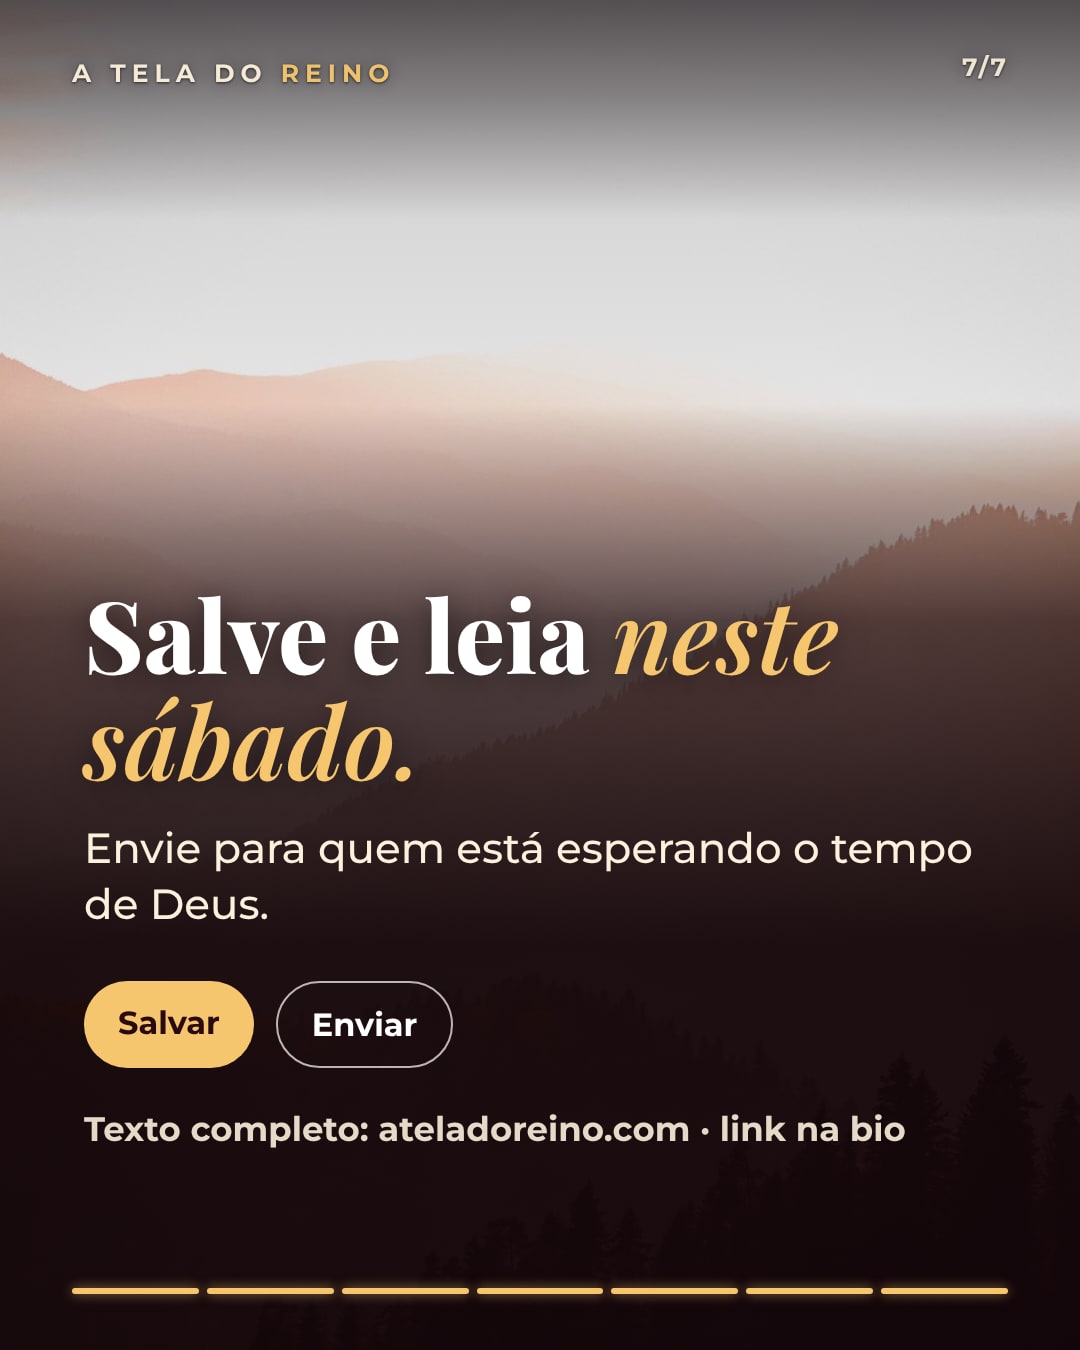 A TELA DO REINO
7/7
Salve e leia neste
sábado.
Envie para quem está esperando o tempo
de Deus.
Salvar
Enviar
Texto completo: ateladoreino.com · link na bio